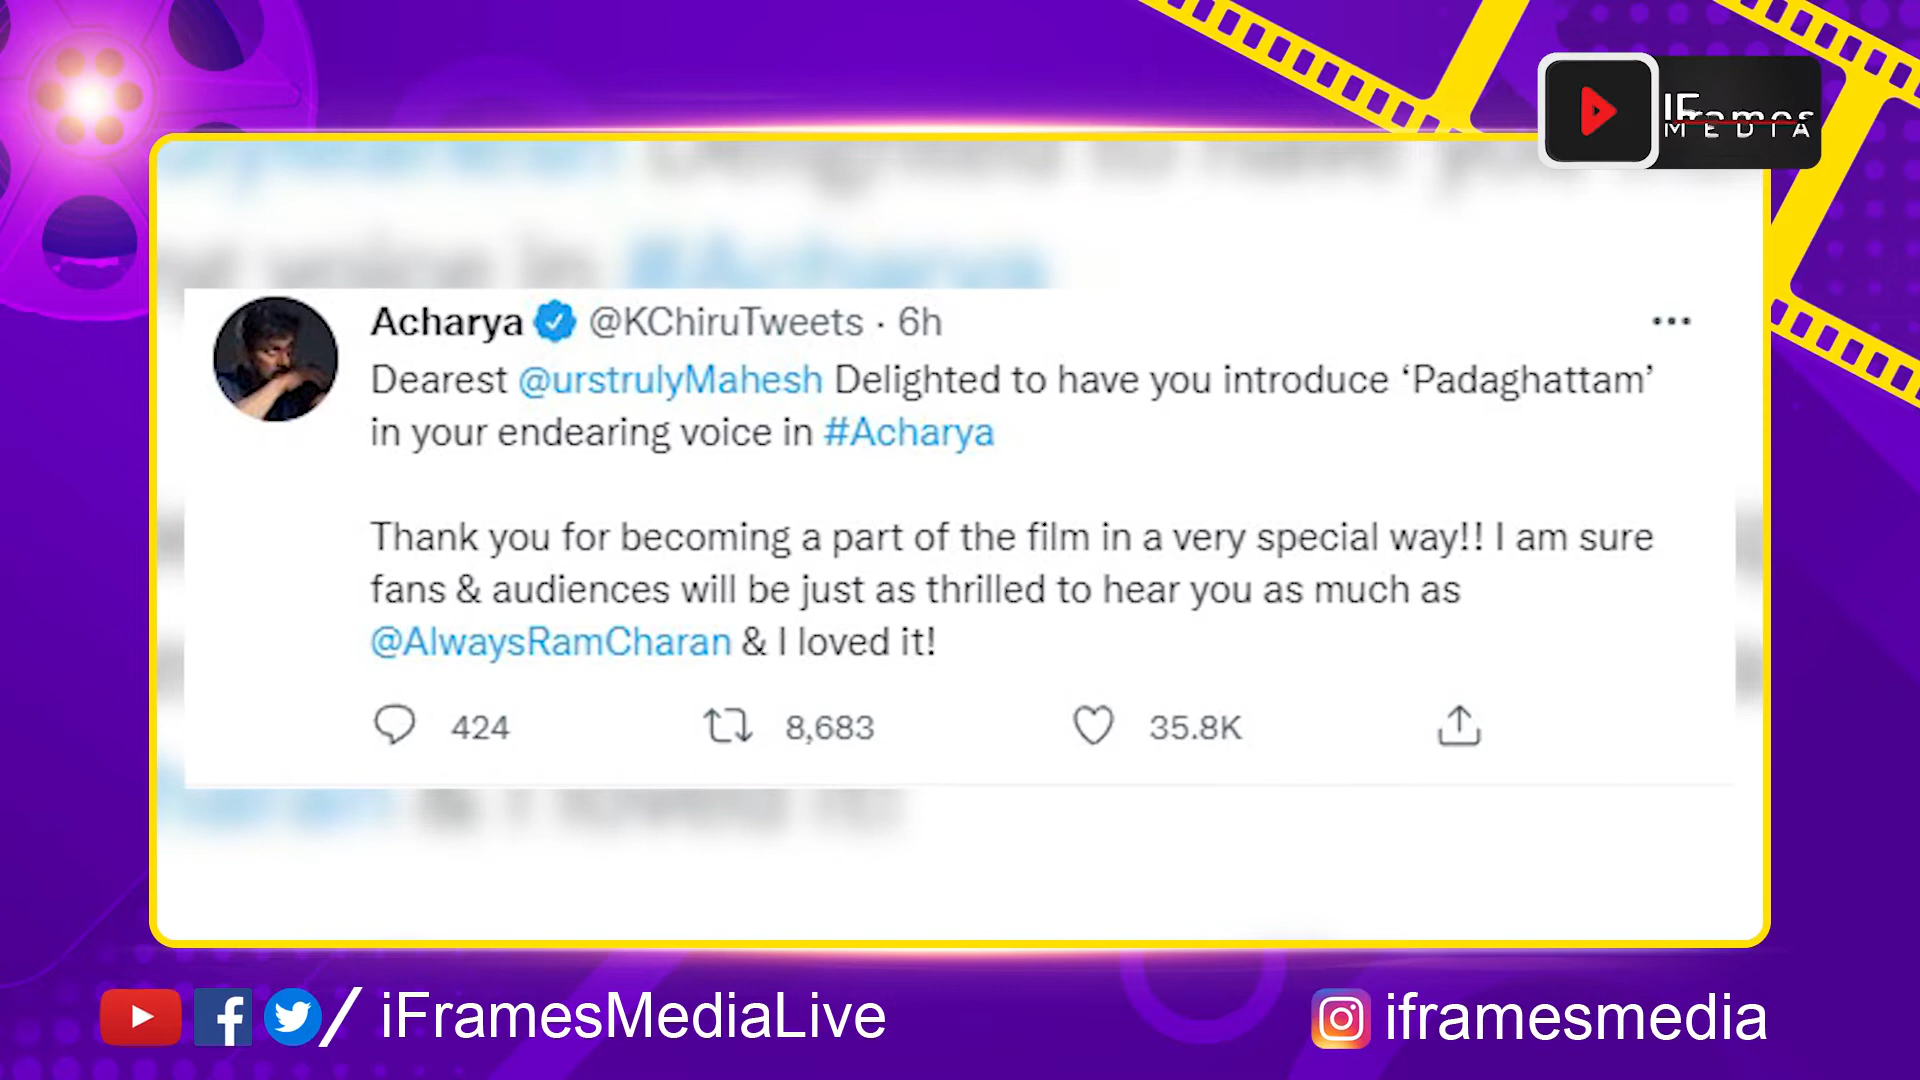 IFrames
MEDIA
Acharya @KChiruTweets · 6h
Dearest @urstrulyMahesh Delighted to have you introduce ‘Padaghattam’
in your endearing voice in #Acharya
Thank you for becoming a part of the film in a very special way!! I am sure
fans & audiences will be just as thrilled to hear you as much as
@AlwaysRamCharan & I loved it!
424 8,683 35.8K
/ iFramesMediaLive
iframesmedia